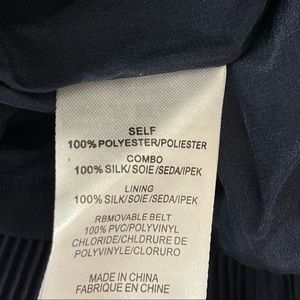 SELF
100% POLYESTER/POLIESTER
COMBO
100% SILK/SOIE/SEDA/IPEK
LINING
100% SILK/SOIE/SEDA/IPEK
RBMOVABLE BELT
100% PVC/POLYVINYL
CHLORIDE/CHLDRURE DE
POLYVINYLE/CLORURO
MADE IN CHINA
FABRIQUE EN CHINE